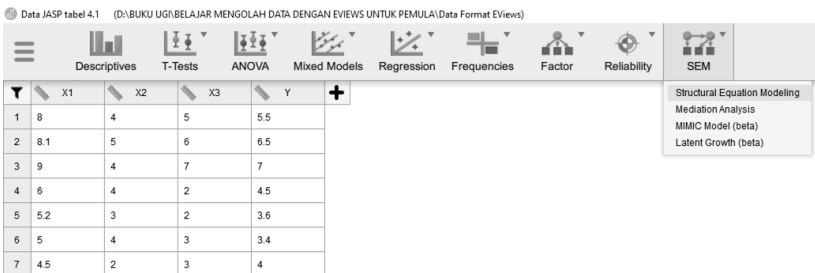 Data JASP tabel 4.1 (D:\BUKU UGI\BELAJAR MENGOLAH DATA DENGAN EVIEWS UNTUK PEMULA\Data Format EViews)
Descriptives T-Tests ANOVA Mixed Models Regression Frequencies Factor Reliability SEM
X1 X2 X3 Y
Structural Equation Modeling
Mediation Analysis
MIMIC Model (beta)
Latent Growth (beta)
1 8 4 5 5.5
2 8.1 5 6 6.5
3 9 4 7 7
4 6 4 2 4.5
5 5.2 3 2 3.6
6 5 4 3 3.4
7 4.5 2 3 4